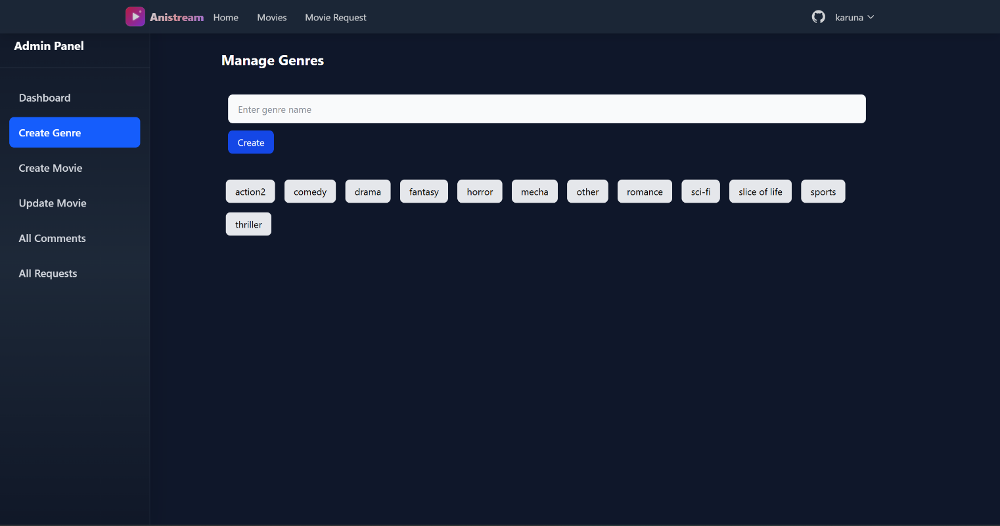 Anistream Home Movies Movie Request karuna
Admin Panel
Manage Genres
Dashboard
Create Genre
Create Movie
Update Movie
All Comments
All Requests
Enter genre name
Create
action2 comedy drama fantasy horror mecha other romance sci-fi slice of life sports
thriller